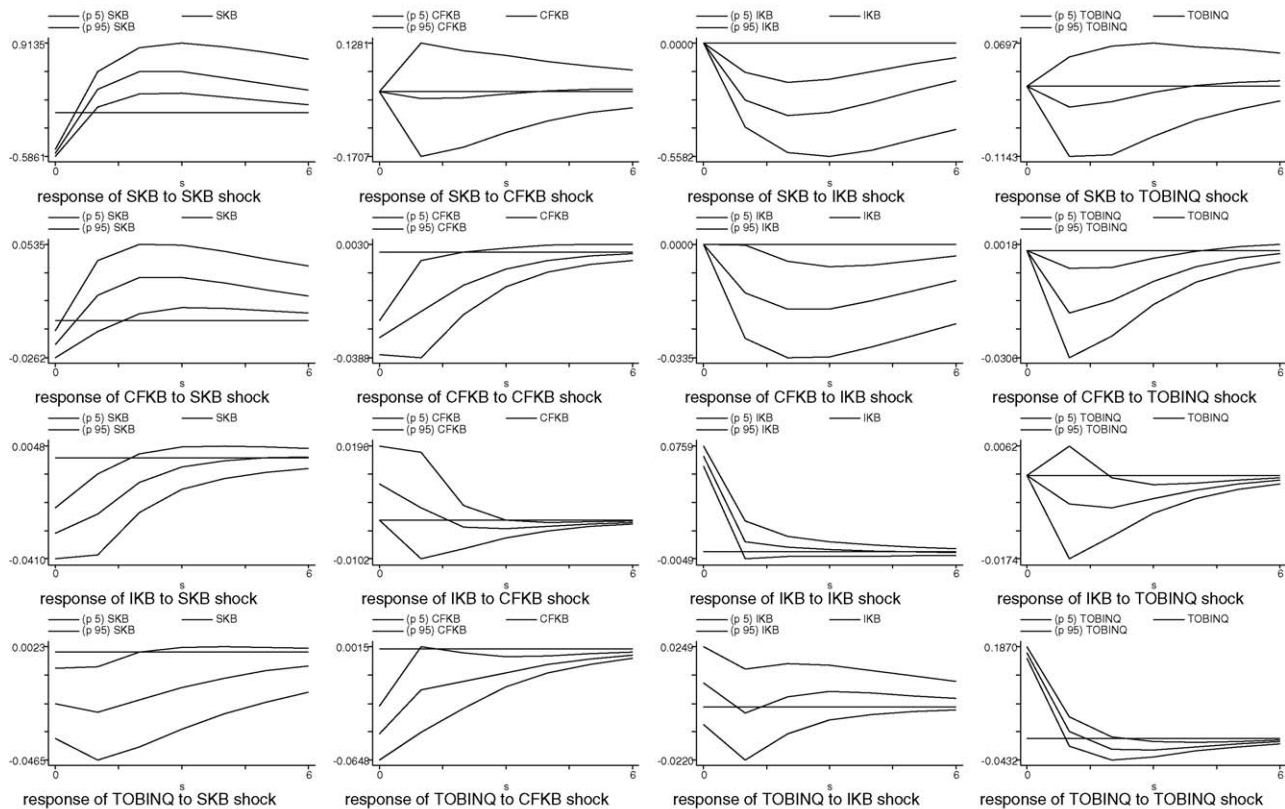 (p 5) SKB SKB (p 5) CFKB CFKB (p 5) IKB IKB (p 5) TOBINQ TOBINQ
(p 95) SKB (p 95) CFKB (p 95) IKB (p 95) TOBINQ
0.9135 0.1281 0.0000 0.0697
-0.5861 -0.1707 -0.5582 -0.1143
0 s 6 0 s 6 0 s 6 0 s 6
response of SKB to SKB shock response of SKB to CFKB shock response of SKB to IKB shock response of SKB to TOBINQ shock
(p 5) SKB SKB (p 5) CFKB CFKB (p 5) IKB IKB (p 5) TOBINQ TOBINQ
(p 95) SKB (p 95) CFKB (p 95) IKB (p 95) TOBINQ
0.0535 0.0030 0.0000 0.0018
-0.0262 -0.0388 -0.0335 -0.0306
0 s 6 0 s 6 0 s 6 0 s 6
response of CFKB to SKB shock response of CFKB to CFKB shock response of CFKB to IKB shock response of CFKB to TOBINQ shock
(p 5) SKB SKB (p 5) CFKB CFKB (p 5) IKB IKB (p 5) TOBINQ TOBINQ
(p 95) SKB (p 95) CFKB (p 95) IKB (p 95) TOBINQ
0.0048 0.0196 0.0759 0.0062
-0.0410 -0.0102 -0.0049 -0.0174
0 s 6 0 s 6 0 s 6 0 s 6
response of IKB to SKB shock response of IKB to CFKB shock response of IKB to IKB shock response of IKB to TOBINQ shock
(p 5) SKB SKB (p 5) CFKB CFKB (p 5) IKB IKB (p 5) TOBINQ TOBINQ
(p 95) SKB (p 95) CFKB (p 95) IKB (p 95) TOBINQ
0.0023 0.0015 0.0249 0.1870
-0.0465 -0.0648 -0.0220 -0.0432
0 s 6 0 s 6 0 s 6 0 s 6
response of TOBINQ to SKB shock response of TOBINQ to CFKB shock response of TOBINQ to IKB shock response of TOBINQ to TOBINQ shock